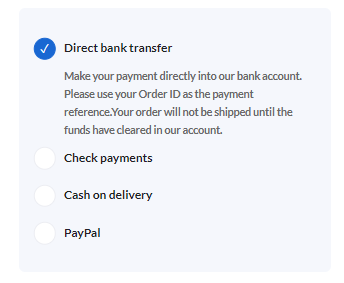 Direct bank transfer
Make your payment directly into our bank account.
Please use your Order ID as the payment
reference.Your order will not be shipped until the
funds have cleared in our account.
Check payments
Cash on delivery
PayPal